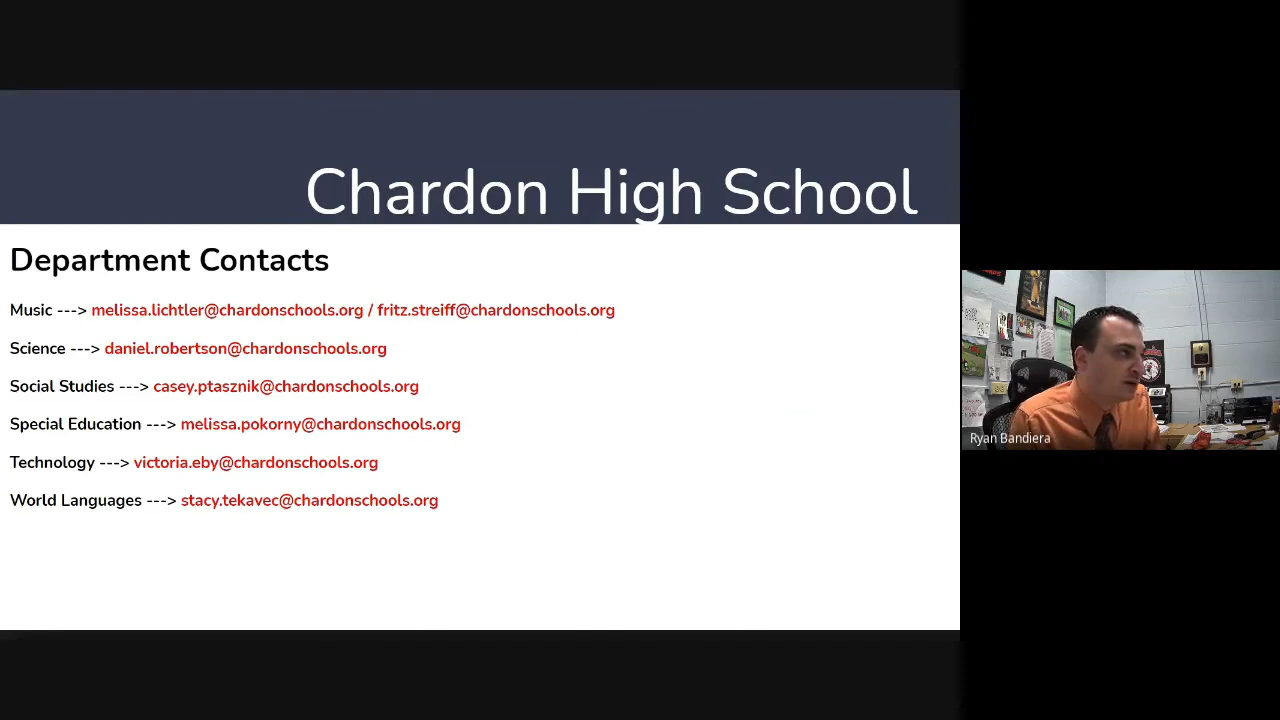 Chardon High School
Department Contacts
Music ---> melissa.lichtler@chardonschools.org / fritz.streiff@chardonschools.org
Science ---> daniel.robertson@chardonschools.org
Social Studies ---> casey.ptasznik@chardonschools.org
Special Education ---> melissa.pokorny@chardonschools.org
Technology ---> victoria.eby@chardonschools.org
World Languages ---> stacy.tekavec@chardonschools.org
Ryan Bandiera